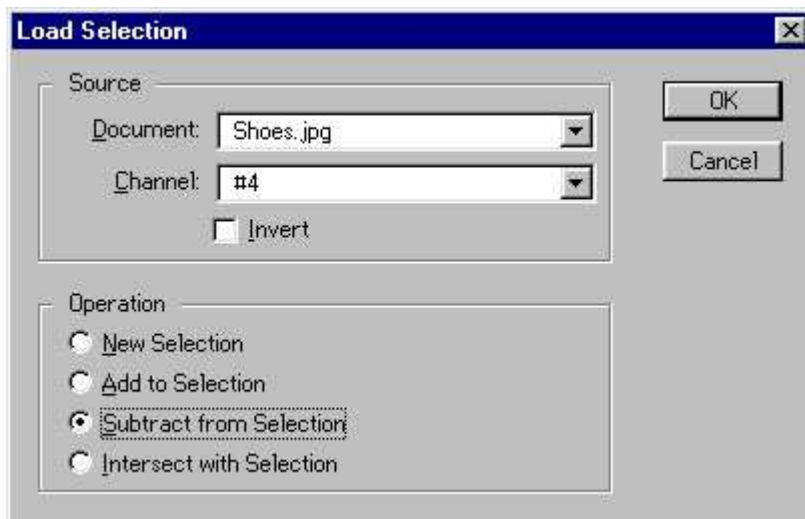 Load Selection
Source
Document: Shoes.jpg
Channel: #4
Invert
OK
Cancel
Operation
New Selection
Add to Selection
Subtract from Selection
Intersect with Selection